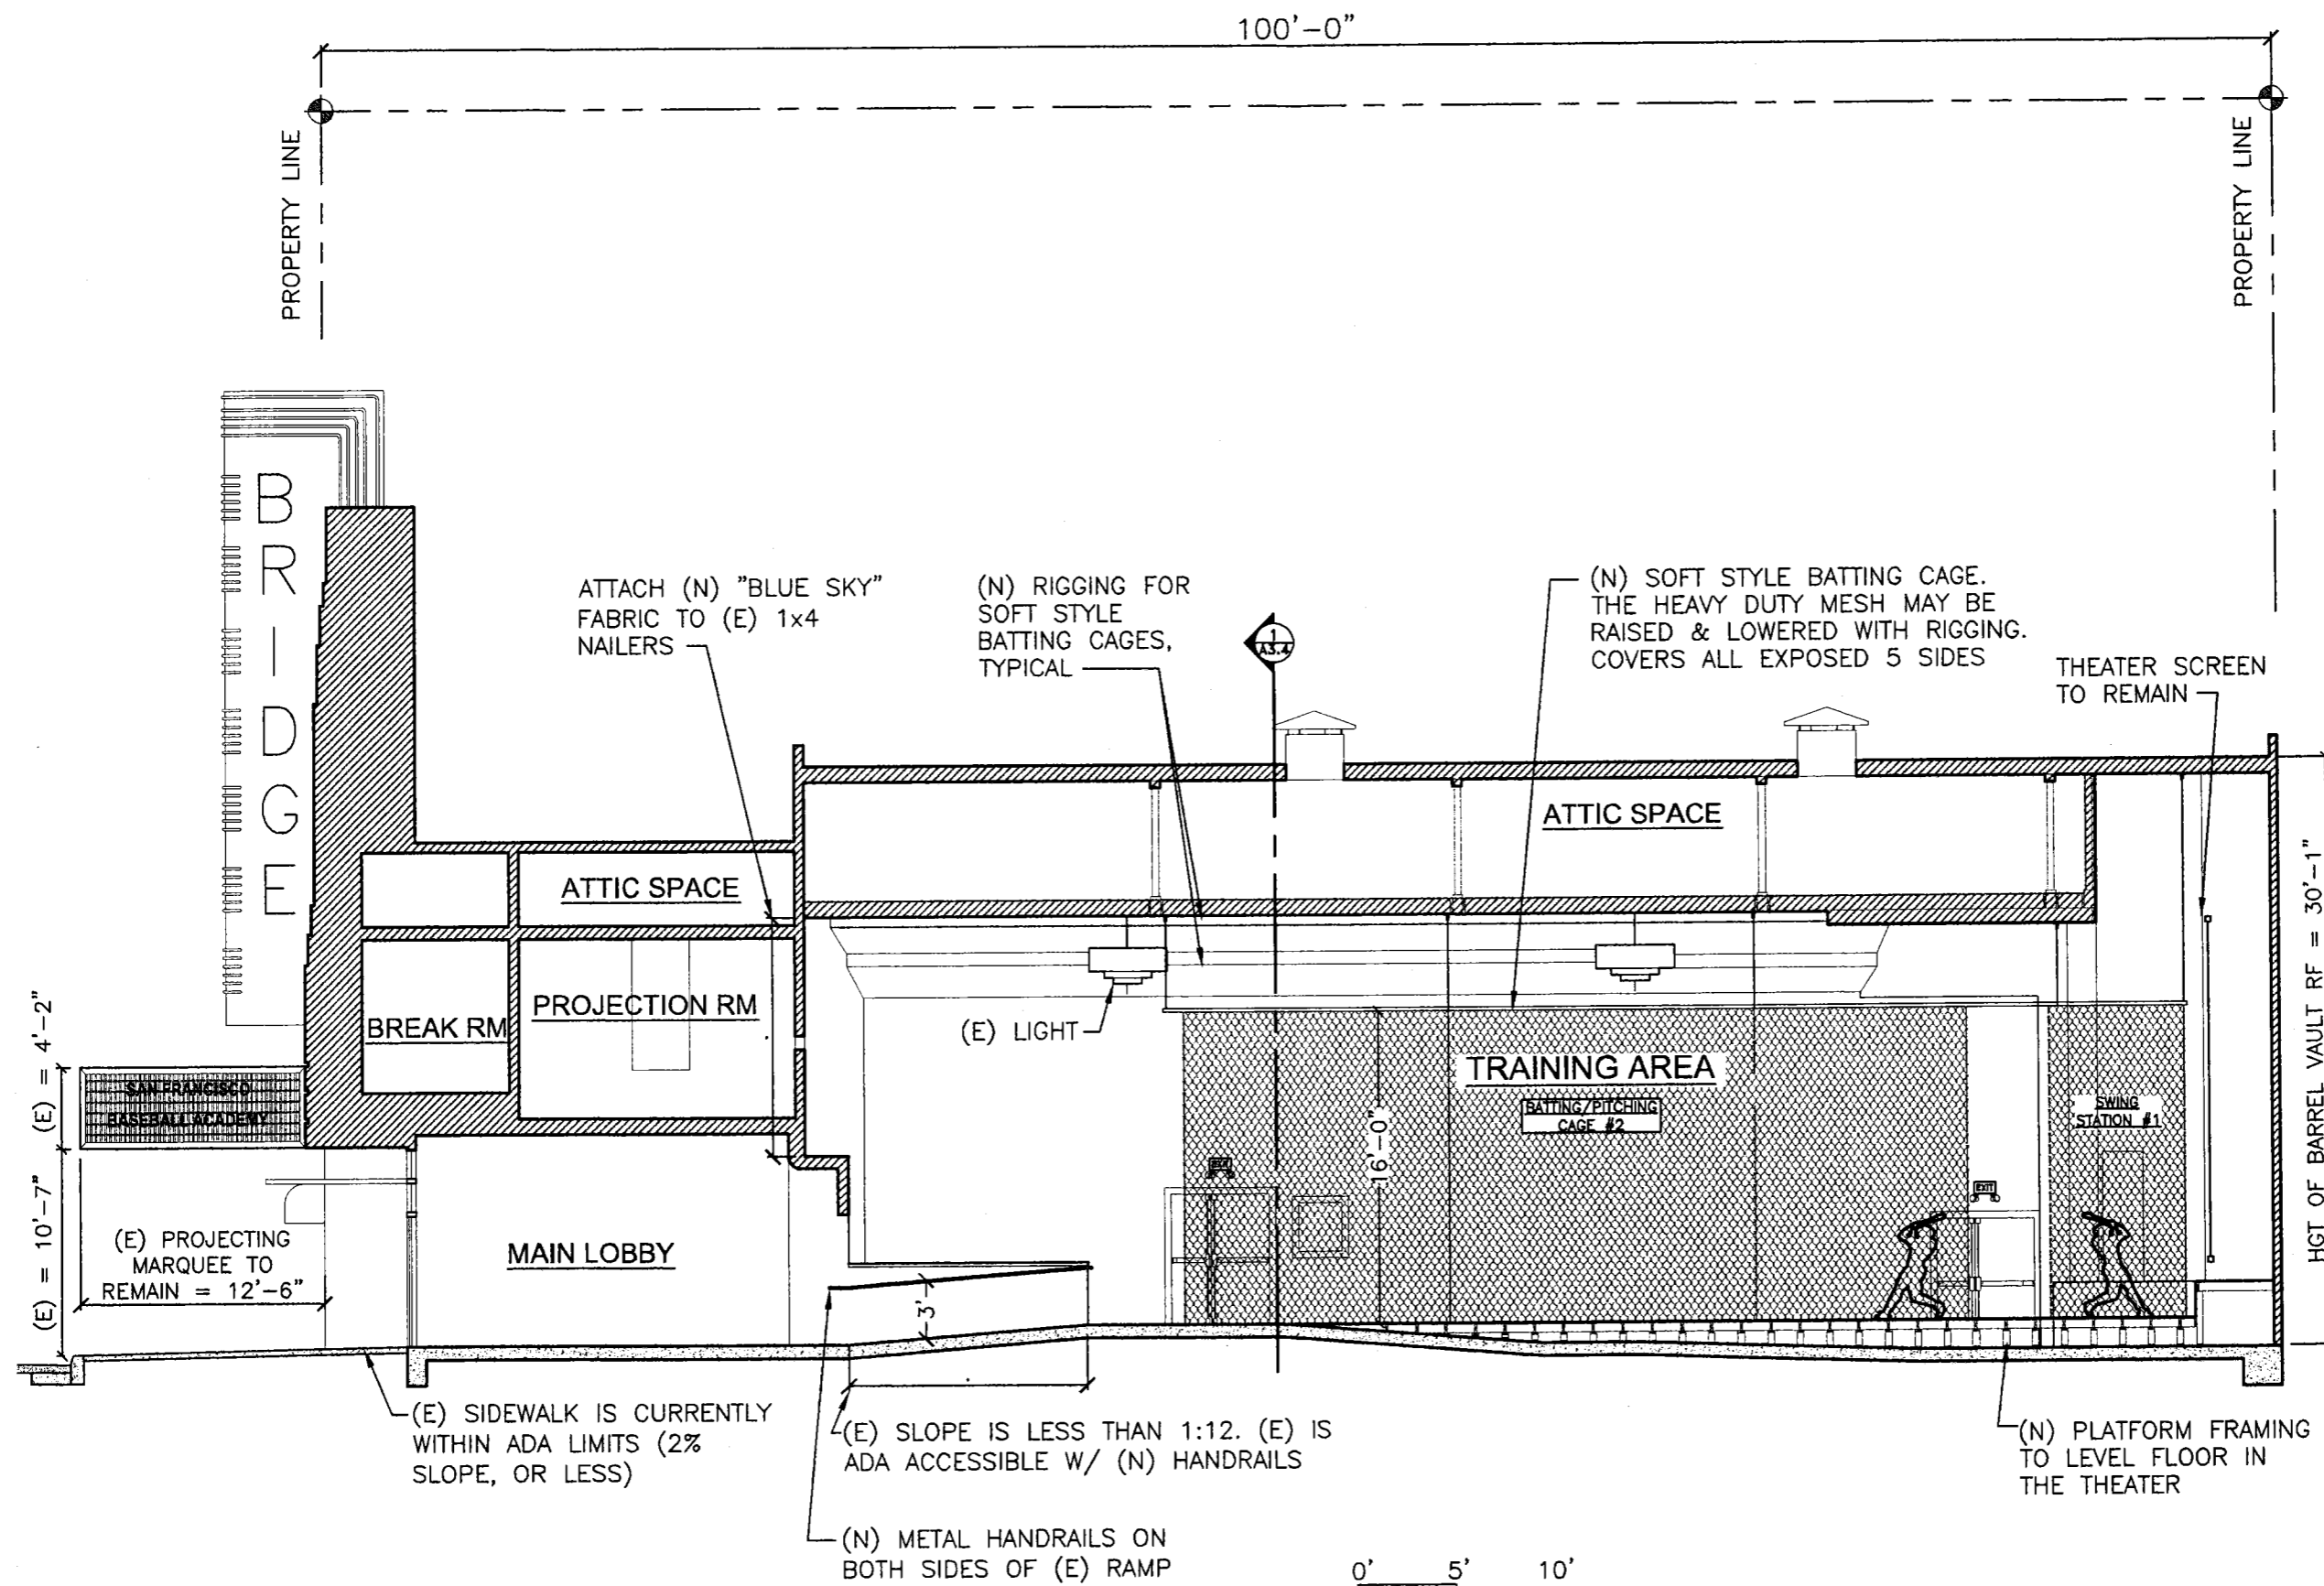 100'-0"
PROPERTY LINE
PROPERTY LINE
BRIDGE
ATTACH (N) "BLUE SKY"
FABRIC TO (E) 1x4
NAILERS
(N) RIGGING FOR
SOFT STYLE
BATTING CAGES,
TYPICAL
1
A3.4
(N) SOFT STYLE BATTING CAGE.
THE HEAVY DUTY MESH MAY BE
RAISED & LOWERED WITH RIGGING.
COVERS ALL EXPOSED 5 SIDES
THEATER SCREEN
TO REMAIN
ATTIC SPACE
ATTIC SPACE
BREAK RM
PROJECTION RM
(E) LIGHT
TRAINING AREA
BATTING/PITCHING
CAGE #2
SWING
STATION #1
16'-0"
EXIT
EXIT
HGT OF BARREL VAULT RF = 30'-1"
(E) = 4'-2"
SAN FRANCISCO
BASEBALL ACADEMY
(E) = 10'-7"
(E) PROJECTING
MARQUEE TO
REMAIN = 12'-6"
MAIN LOBBY
3'
(E) SIDEWALK IS CURRENTLY
WITHIN ADA LIMITS (2%
SLOPE, OR LESS)
(E) SLOPE IS LESS THAN 1:12. (E) IS
ADA ACCESSIBLE W/ (N) HANDRAILS
(N) PLATFORM FRAMING
TO LEVEL FLOOR IN
THE THEATER
(N) METAL HANDRAILS ON
BOTH SIDES OF (E) RAMP
0' 5' 10'